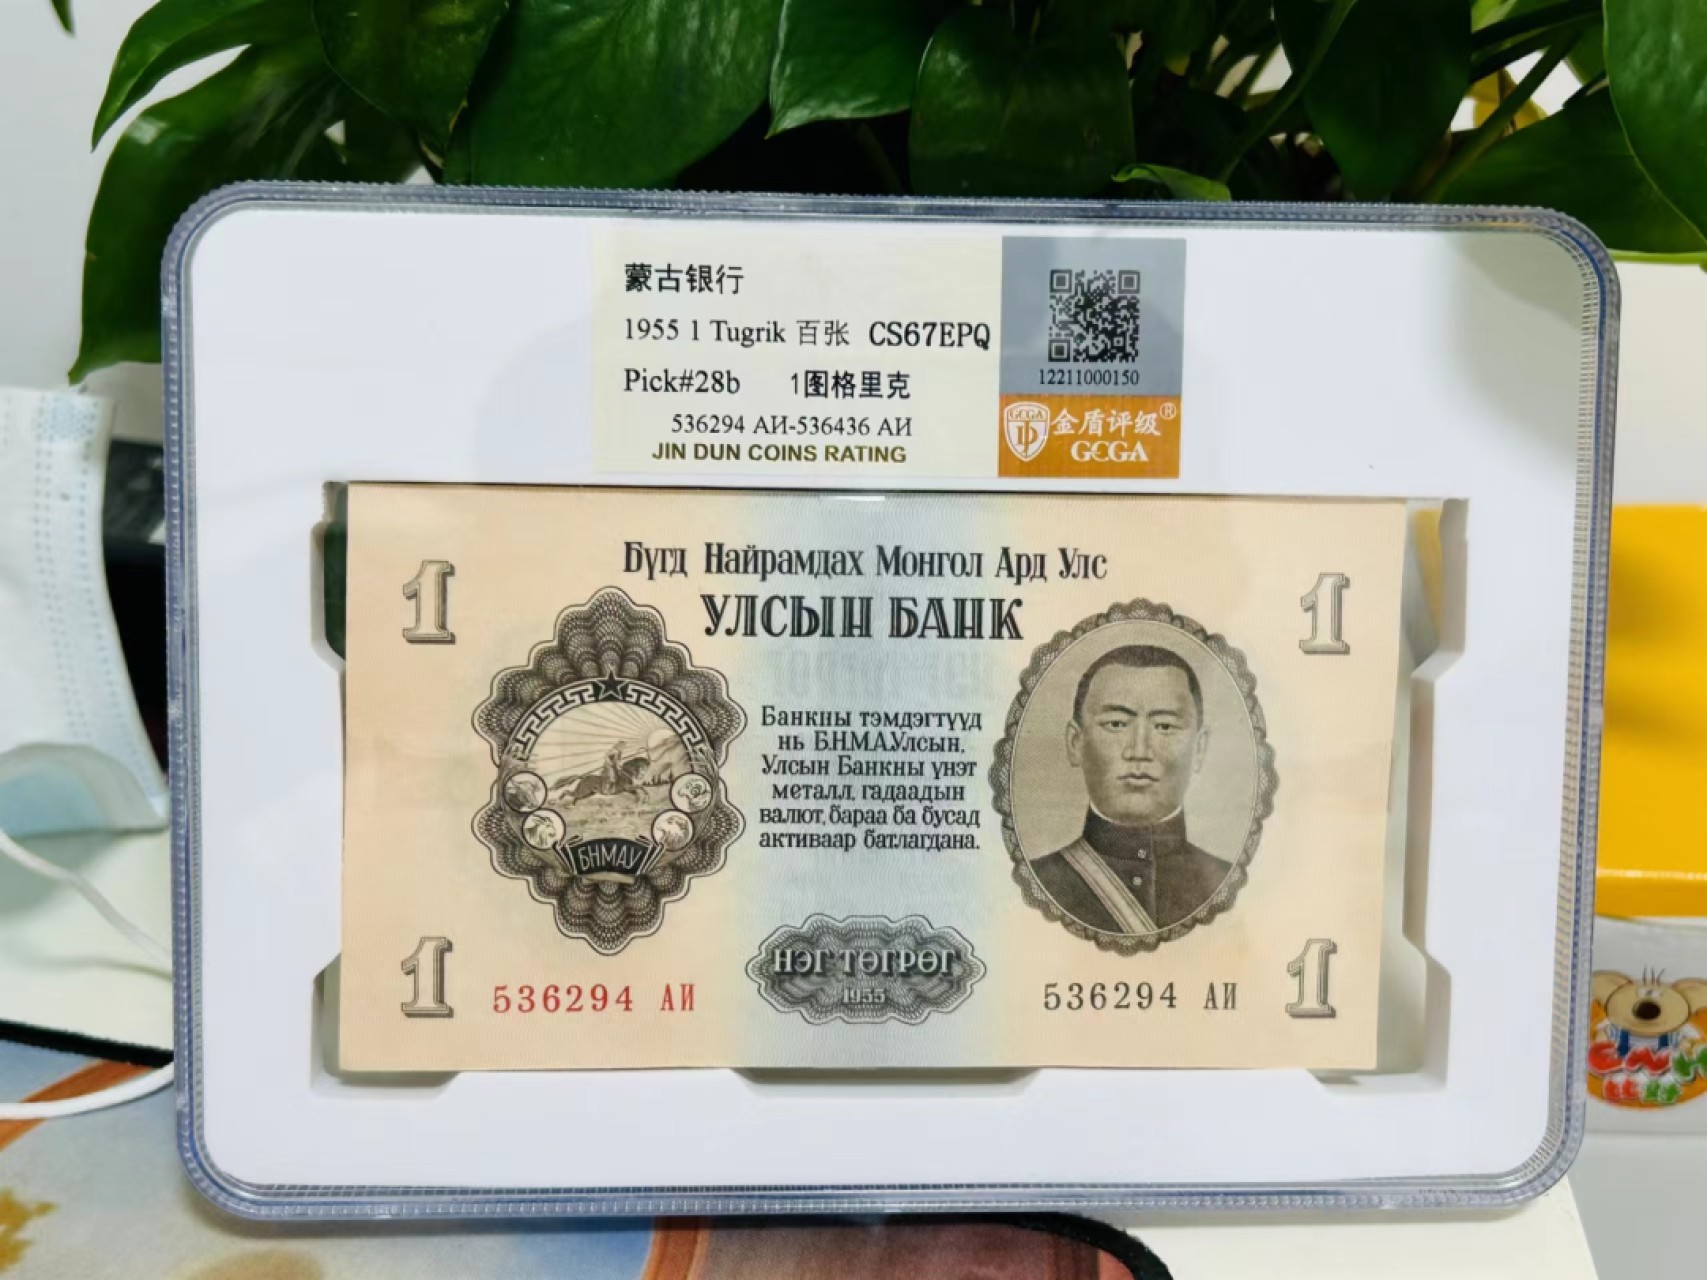 蒙古银行
1955 1 Tugrik 百张 CS67EPQ
Pick#28b 1图格里克
536294 АИ-536436 АИ
JIN DUN COINS RATING
12211000150
GCGA
金盾评级®
GCGA
1
1
Бүгд Найрамдах Монгол Ард Улс
УЛСЫН БАНК
Банкны тэмдэгтүүд
нь Б.Н.М.А.Улсын,
Улсын Банкны үнэт
металл, гадаадын
валют, бараа ба бусад
активаар батлагдана.
БНМАУ
НЭГ ТӨГРӨГ
1955
1
536294 АИ
536294 АИ
1